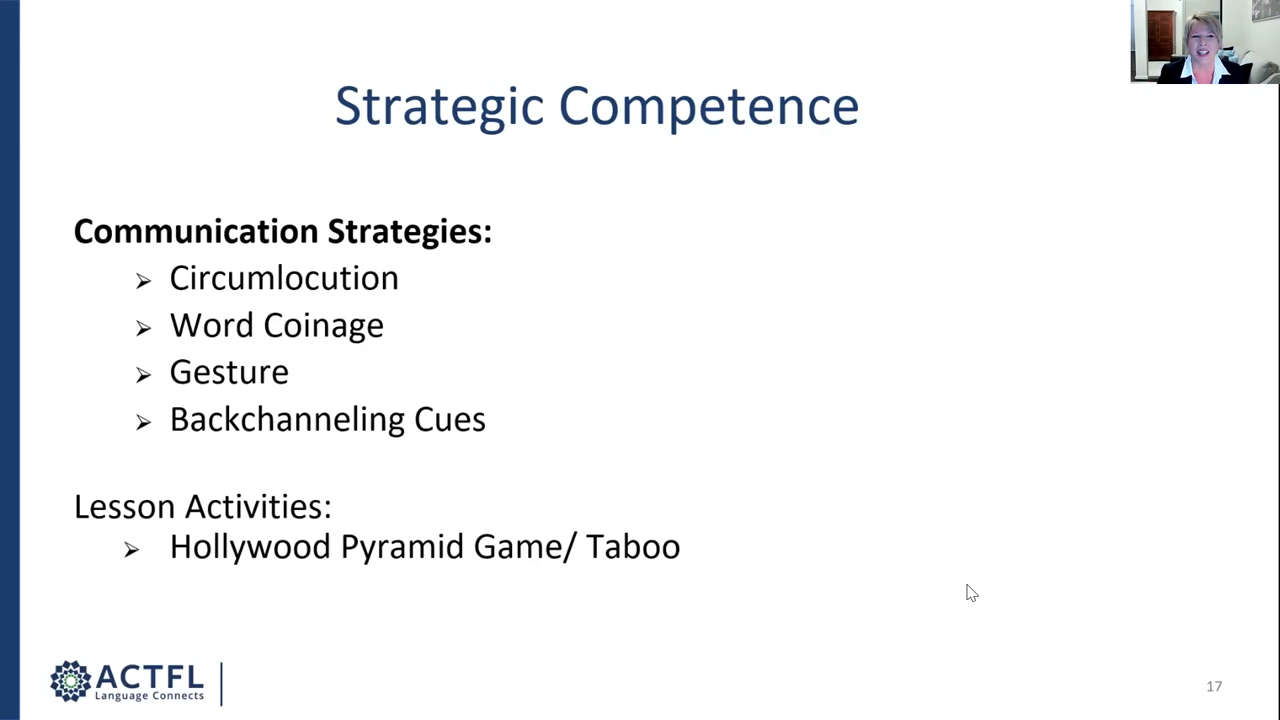 Strategic Competence
Communication Strategies:
Circumlocution
Word Coinage
Gesture
Backchanneling Cues
Lesson Activities:
Hollywood Pyramid Game/ Taboo
ACTFL
Language Connects
17